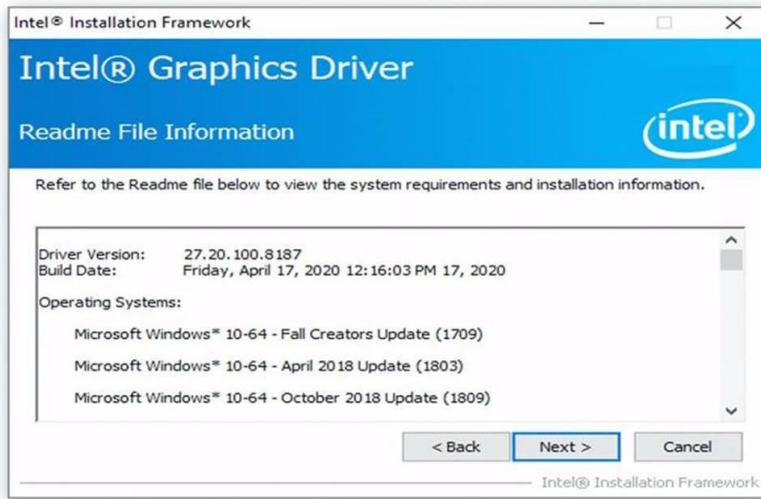 Intel® Installation Framework
Intel® Graphics Driver
Readme File Information
intel
Refer to the Readme file below to view the system requirements and installation information.
Driver Version: 27.20.100.8187
Build Date: Friday, April 17, 2020 12:16:03 PM 17, 2020
Operating Systems:
Microsoft Windows* 10-64 - Fall Creators Update (1709)
Microsoft Windows* 10-64 - April 2018 Update (1803)
Microsoft Windows* 10-64 - October 2018 Update (1809)
< Back Next > Cancel
Intel® Installation Framework